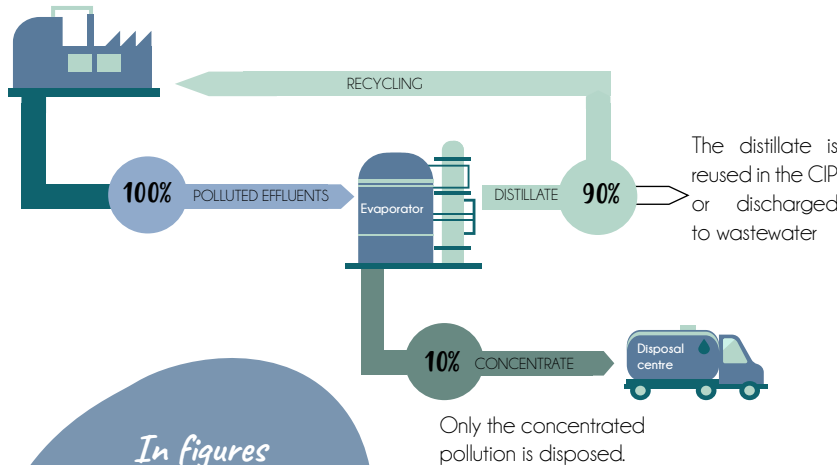 RECYCLING
100%
POLLUTED EFFLUENTS
Evaporator
DISTILLATE
90%
The distillate is
reused in the CIP
or discharged
to wastewater
10%
CONCENTRATE
Disposal
centre
Only the concentrated
pollution is disposed.
In figures